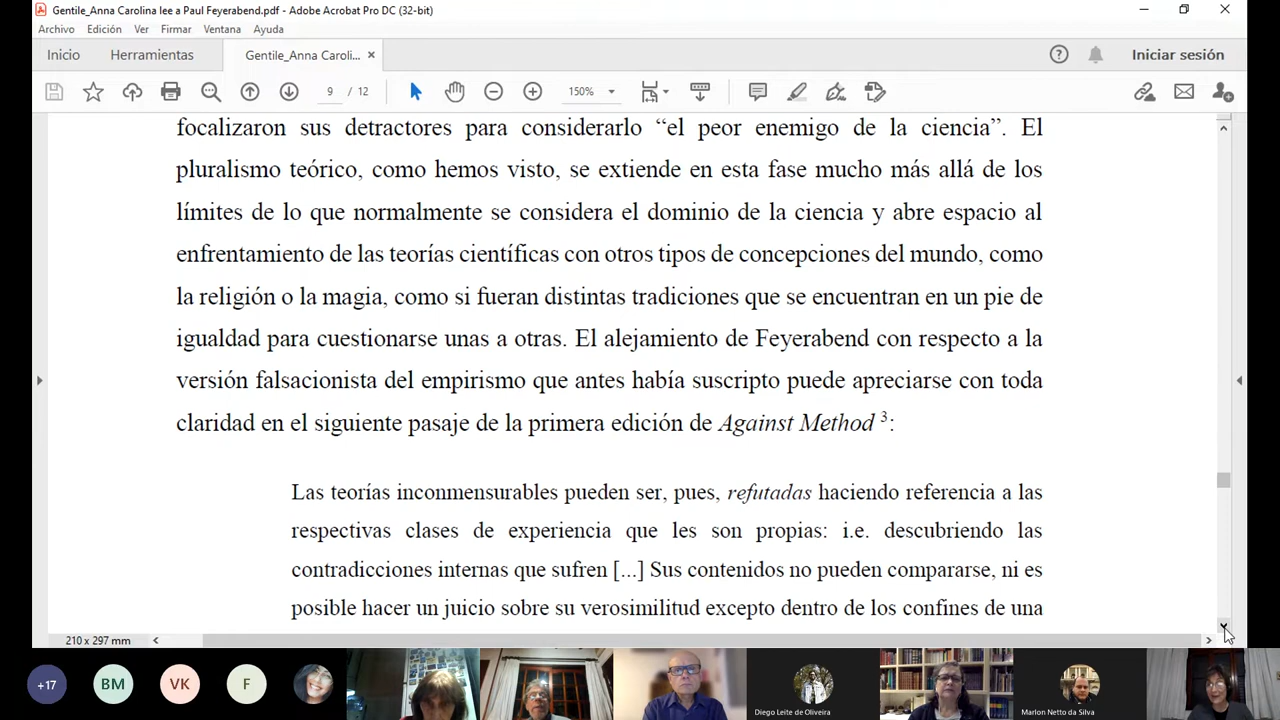 Gentile_Anna Carolina lee a Paul Feyerabend.pdf - Adobe Acrobat Pro DC (32-bit)
Archivo Edición Ver Firmar Ventana Ayuda
Inicio Herramientas Gentile_Anna Caroli... × Iniciar sesión
9 / 12 150%
focalizaron sus detractores para considerarlo “el peor enemigo de la ciencia”. El
pluralismo teórico, como hemos visto, se extiende en esta fase mucho más allá de los
límites de lo que normalmente se considera el dominio de la ciencia y abre espacio al
enfrentamiento de las teorías científicas con otros tipos de concepciones del mundo, como
la religión o la magia, como si fueran distintas tradiciones que se encuentran en un pie de
igualdad para cuestionarse unas a otras. El alejamiento de Feyerabend con respecto a la
versión falsacionista del empirismo que antes había suscripto puede apreciarse con toda
claridad en el siguiente pasaje de la primera edición de Against Method ³:
Las teorías inconmensurables pueden ser, pues, refutadas haciendo referencia a las
respectivas clases de experiencia que les son propias: i.e. descubriendo las
contradicciones internas que sufren [...] Sus contenidos no pueden compararse, ni es
posible hacer un juicio sobre su verosimilitud excepto dentro de los confines de una
210 x 297 mm
+17 BM VK F
Diego Leite de Oliveira Marlon Netto da Silva